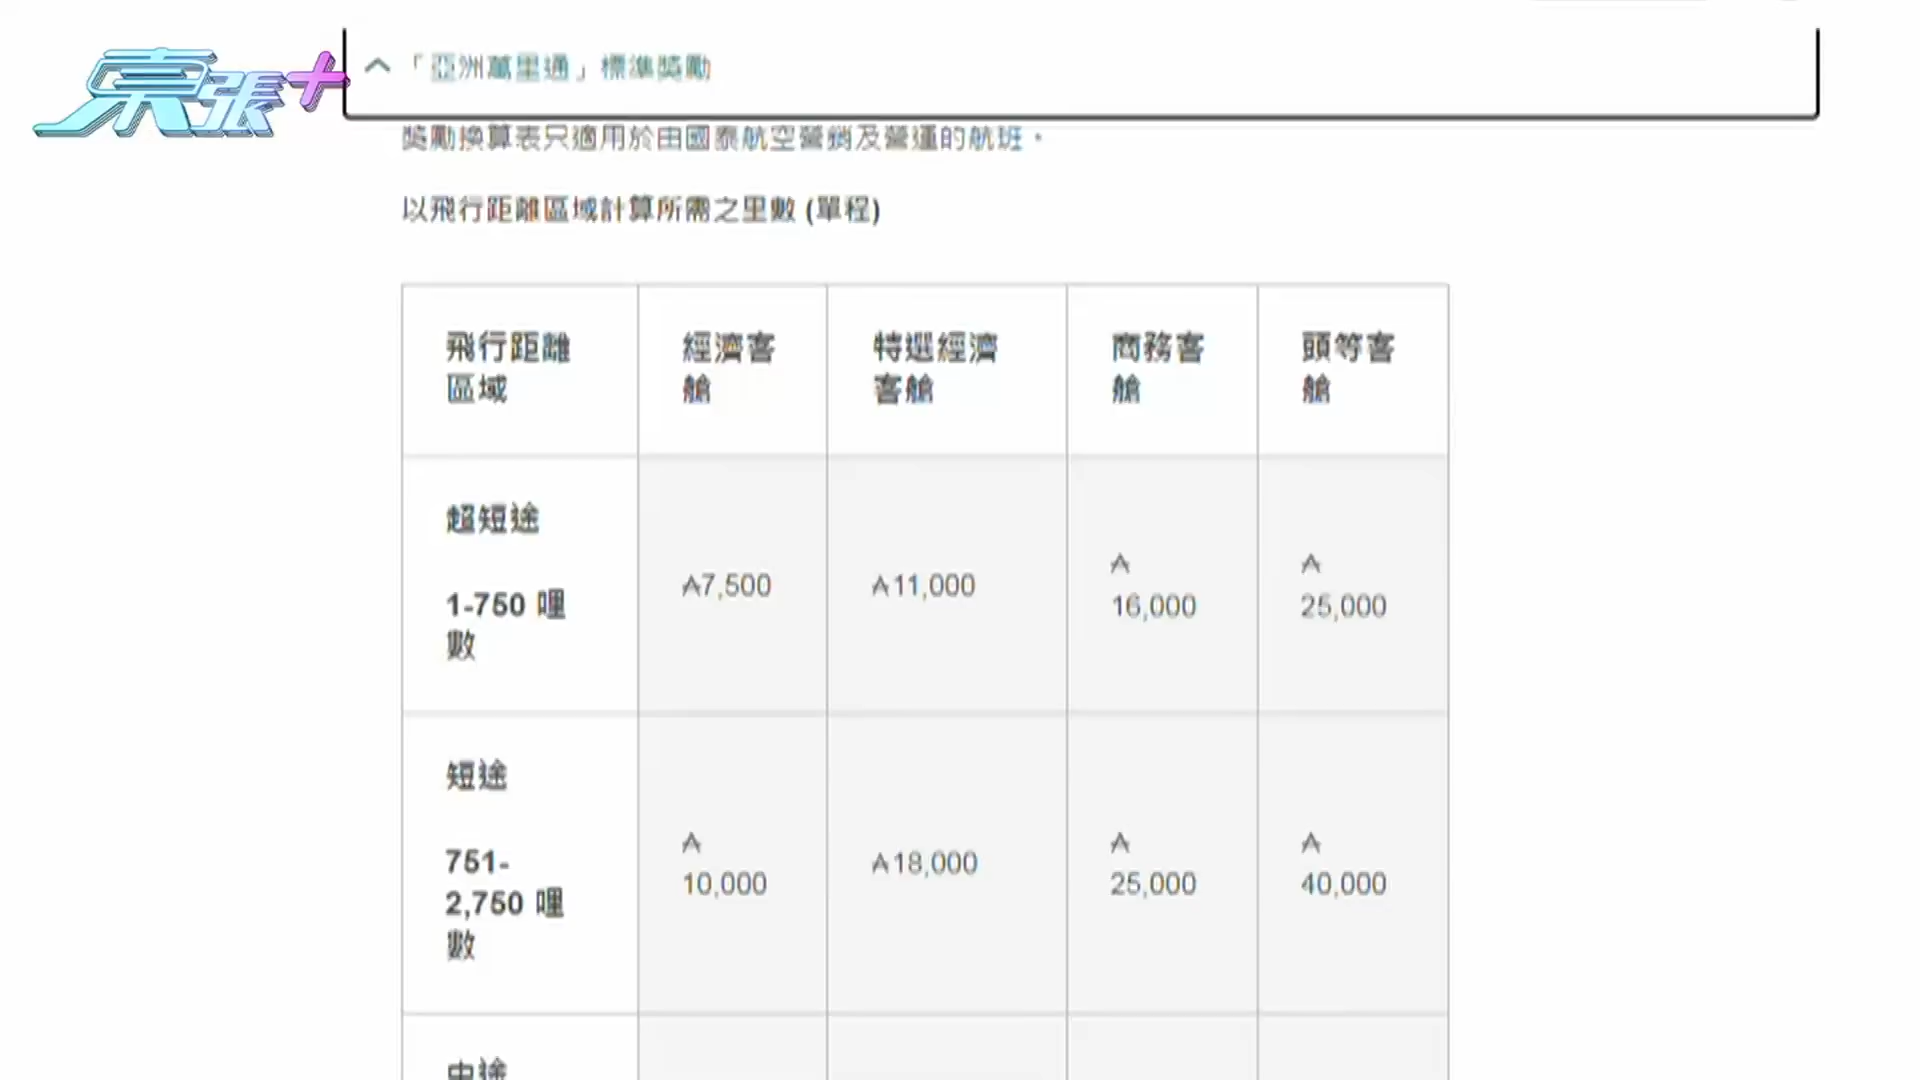 東張+
「亞洲萬里通」標準獎勵
獎勵換算表只適用於由國泰航空營銷及營運的航班。
以飛行距離區域計算所需之里數 (單程)
飛行距離
區域
經濟客
艙
特選經濟
客艙
商務客
艙
頭等客
艙
超短途
1-750 哩
數
7,500
11,000
16,000
25,000
短途
751-
2,750 哩
數
10,000
18,000
25,000
40,000
中途